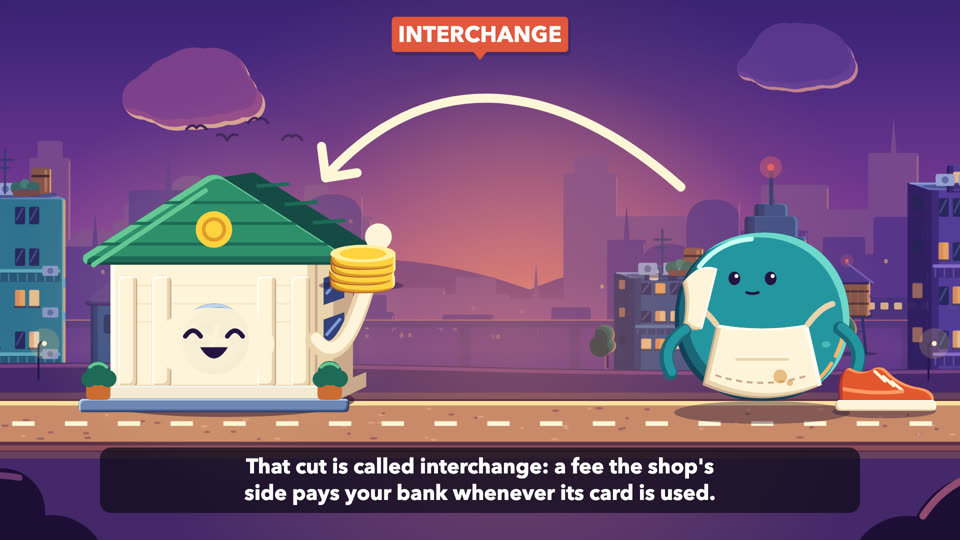 INTERCHANGE
That cut is called interchange: a fee the shop's
side pays your bank whenever its card is used.